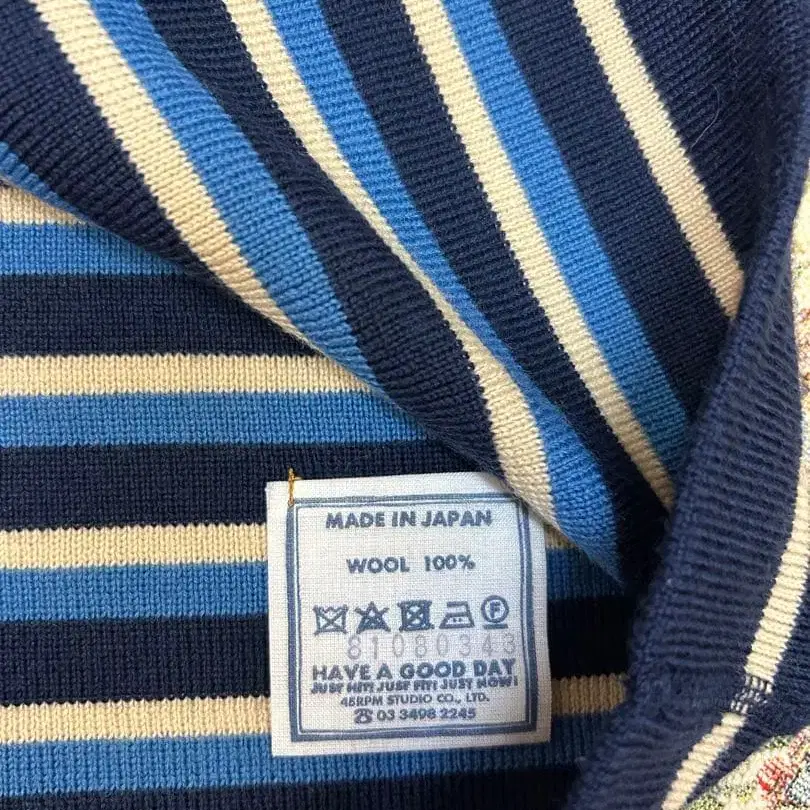 MADE IN JAPAN
WOOL 100%
F
81080343
HAVE A GOOD DAY
JUST HIT! JUST FIT! JUST NOW!
45RPM STUDIO CO., LTD.
☎ 03 3498 2245